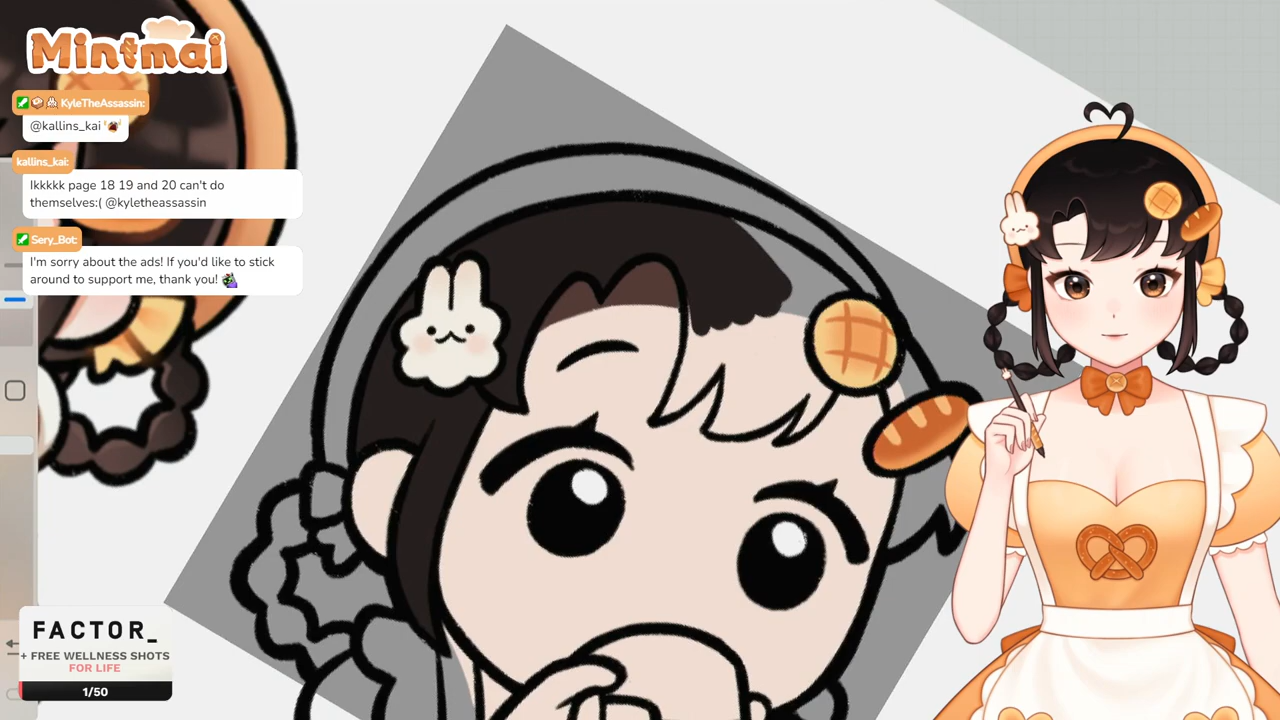 Mintmai
KyleTheAssassin:
@kallins_kai
kallins_kai:
Ikkkkk page 18 19 and 20 can't do
themselves:( @kyletheassassin
Sery_Bot:
I'm sorry about the ads! If you'd like to stick
around to support me, thank you!
FACTOR_
+ FREE WELLNESS SHOTS
FOR LIFE
1/50